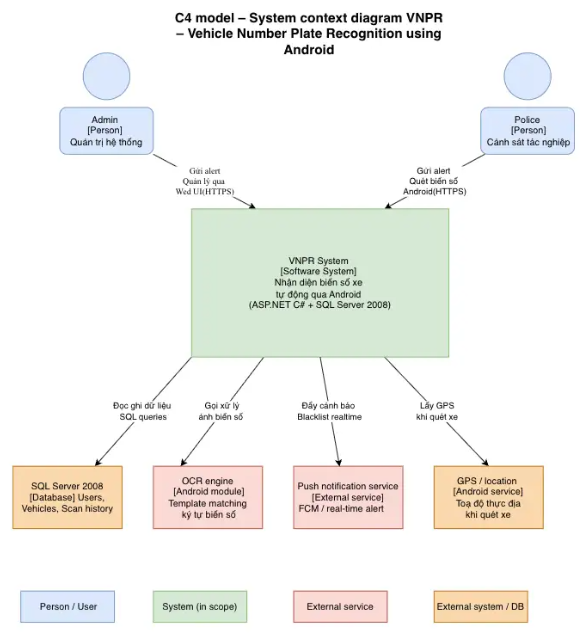 C4 model – System context diagram VNPR
– Vehicle Number Plate Recognition using
Android
Admin
[Person]
Quản trị hệ thống
Police
[Person]
Cảnh sát tác nghiệp
Gửi alert
Quản lý qua
Wed UI(HTTPS)
Gửi alert
Quét biển số
Android(HTTPS)
VNPR System
[Software System]
Nhận diện biển số xe
tự động qua Android
(ASP.NET C# + SQL Server 2008)
Đọc ghi dữ liệu
SQL queries
Gọi xử lý
ảnh biển số
Đẩy cảnh báo
Blacklist realtime
Lấy GPS
khi quét xe
SQL Server 2008
[Database] Users,
Vehicles, Scan history
OCR engine
[Android module]
Template matching
ký tự biển số
Push notification service
[External service]
FCM / real-time alert
GPS / location
[Android service]
Toạ độ thực địa
khi quét xe
Person / User
System (in scope)
External service
External system / DB